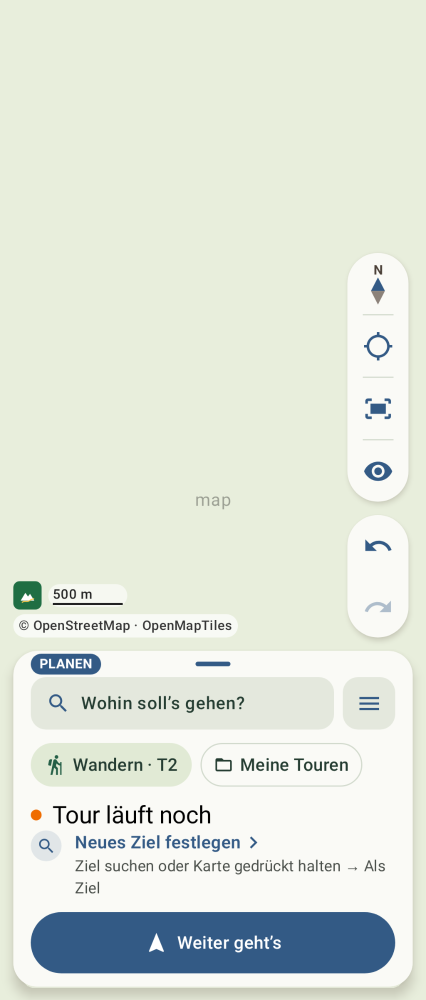 N
map
500 m
© OpenStreetMap · OpenMapTiles
PLANEN
Wohin soll’s gehen?
Wandern · T2
Meine Touren
Tour läuft noch
Neues Ziel festlegen
Ziel suchen oder Karte gedrückt halten → Als
Ziel
Weiter geht’s